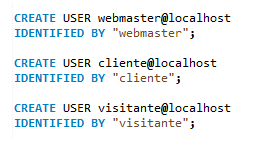 CREATE USER webmaster@localhost
IDENTIFIED BY "webmaster";
CREATE USER cliente@localhost
IDENTIFIED BY "cliente";
CREATE USER visitante@localhost
IDENTIFIED BY "visitante";